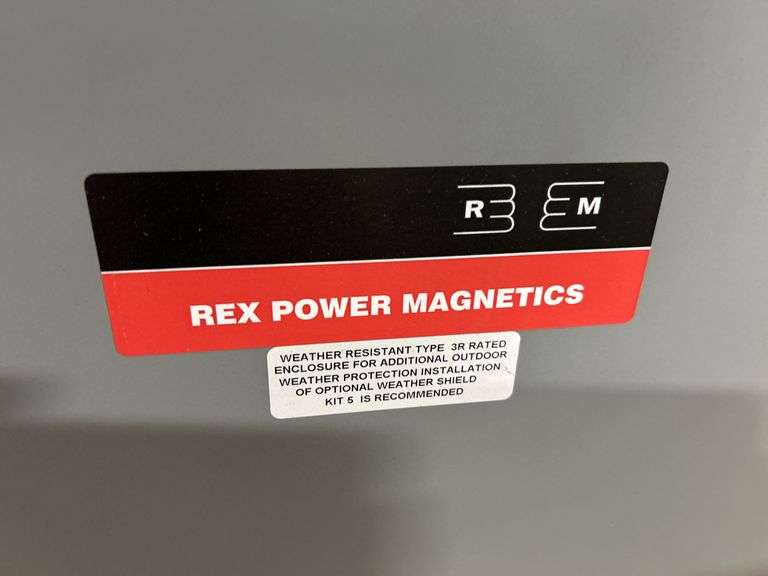 R M
REX POWER MAGNETICS
WEATHER RESISTANT TYPE 3R RATED
ENCLOSURE FOR ADDITIONAL OUTDOOR
WEATHER PROTECTION INSTALLATION
OF OPTIONAL WEATHER SHIELD
KIT 5 IS RECOMMENDED